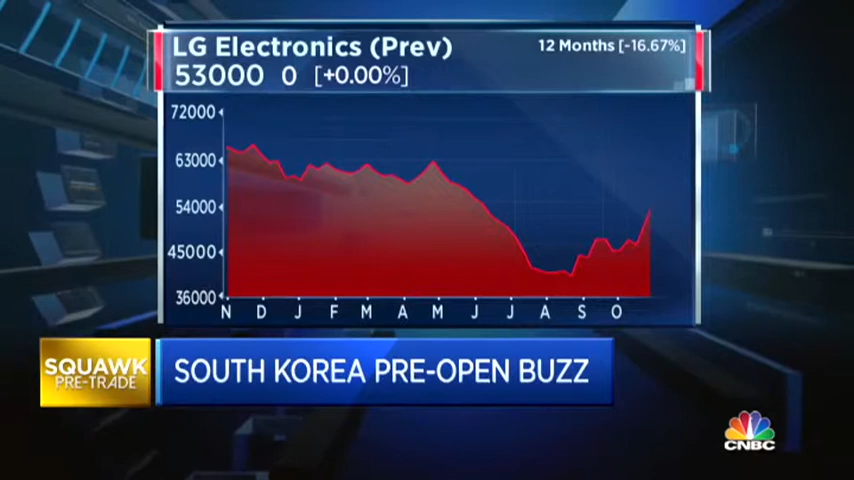 LG Electronics (Prev)
12 Months [-16.67%]
53000 0 [+0.00%]
72000
63000
54000
45000
36000
N D J F M A M J J A S O
SQUAWK
PRE-TRADE
SOUTH KOREA PRE-OPEN BUZZ
CNBC